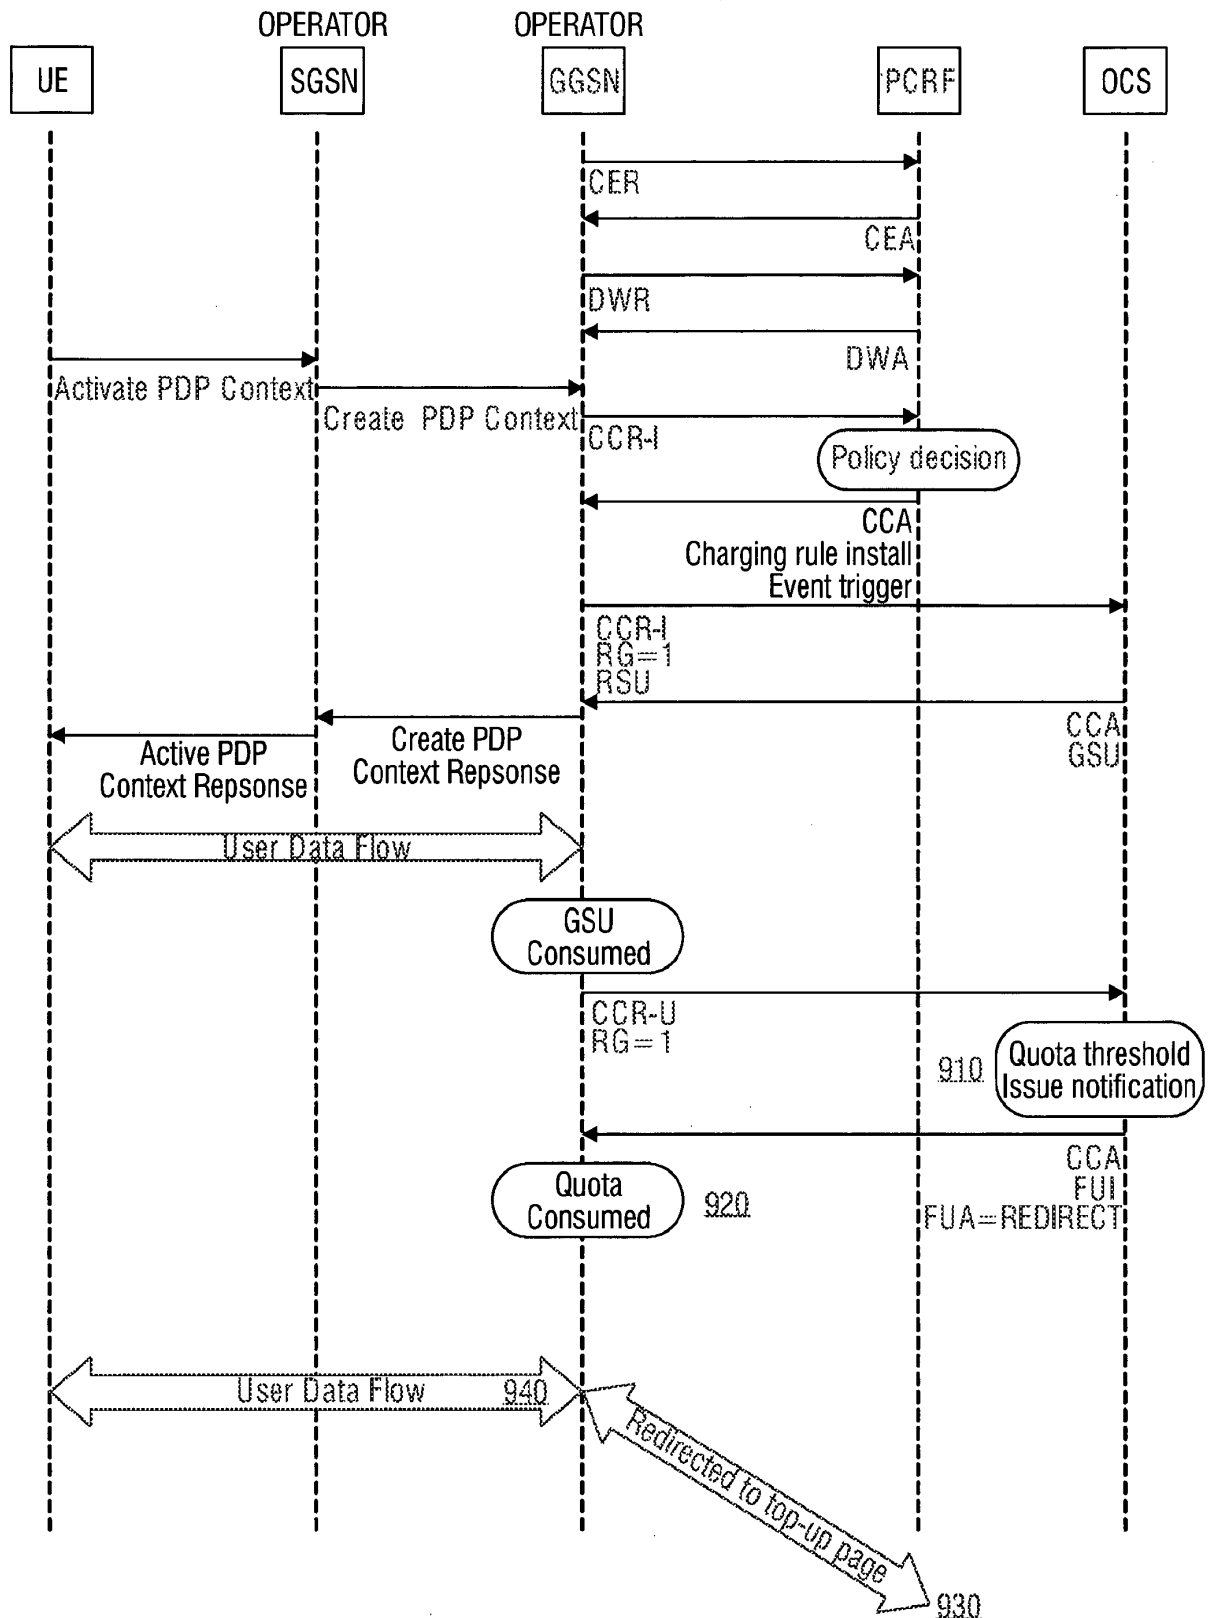 OPERATOR OPERATOR
UE SGSN GGSN PCRF OCS
CER
CEA
DWR
DWA
Activate PDP Context
Create PDP Context
CCR-I
Policy decision
CCA
Charging rule install
Event trigger
CCR-I
RG=1
RSU
CCA
GSU
Create PDP
Context Repsonse
Active PDP
Context Repsonse
User Data Flow
GSU
Consumed
CCR-U
RG=1
910
Quota threshold
Issue notification
CCA
FUI
FUA=REDIRECT
Quota
Consumed
920
User Data Flow 940
Redirected to top-up page
930